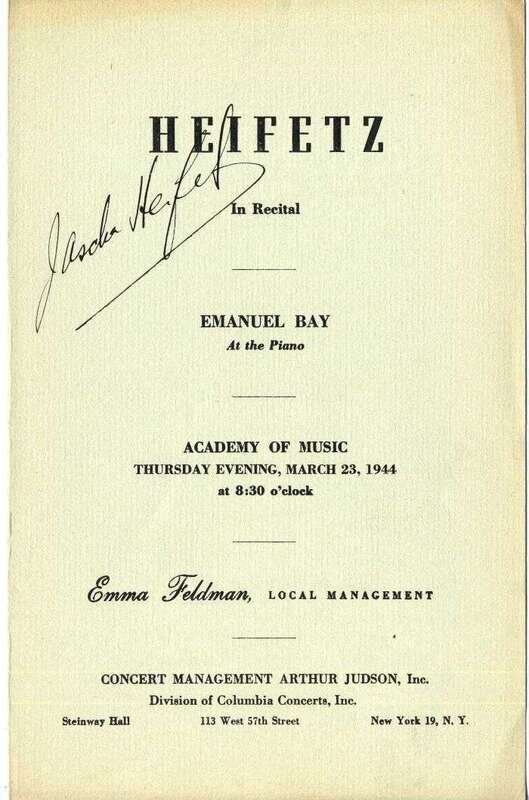 HEIFETZ
Jascha Heifetz
In Recital
EMANUEL BAY
At the Piano
ACADEMY OF MUSIC
THURSDAY EVENING, MARCH 23, 1944
at 8:30 o'clock
Emma Feldman, LOCAL MANAGEMENT
CONCERT MANAGEMENT ARTHUR JUDSON, Inc.
Division of Columbia Concerts, Inc.
Steinway Hall 113 West 57th Street New York 19, N. Y.